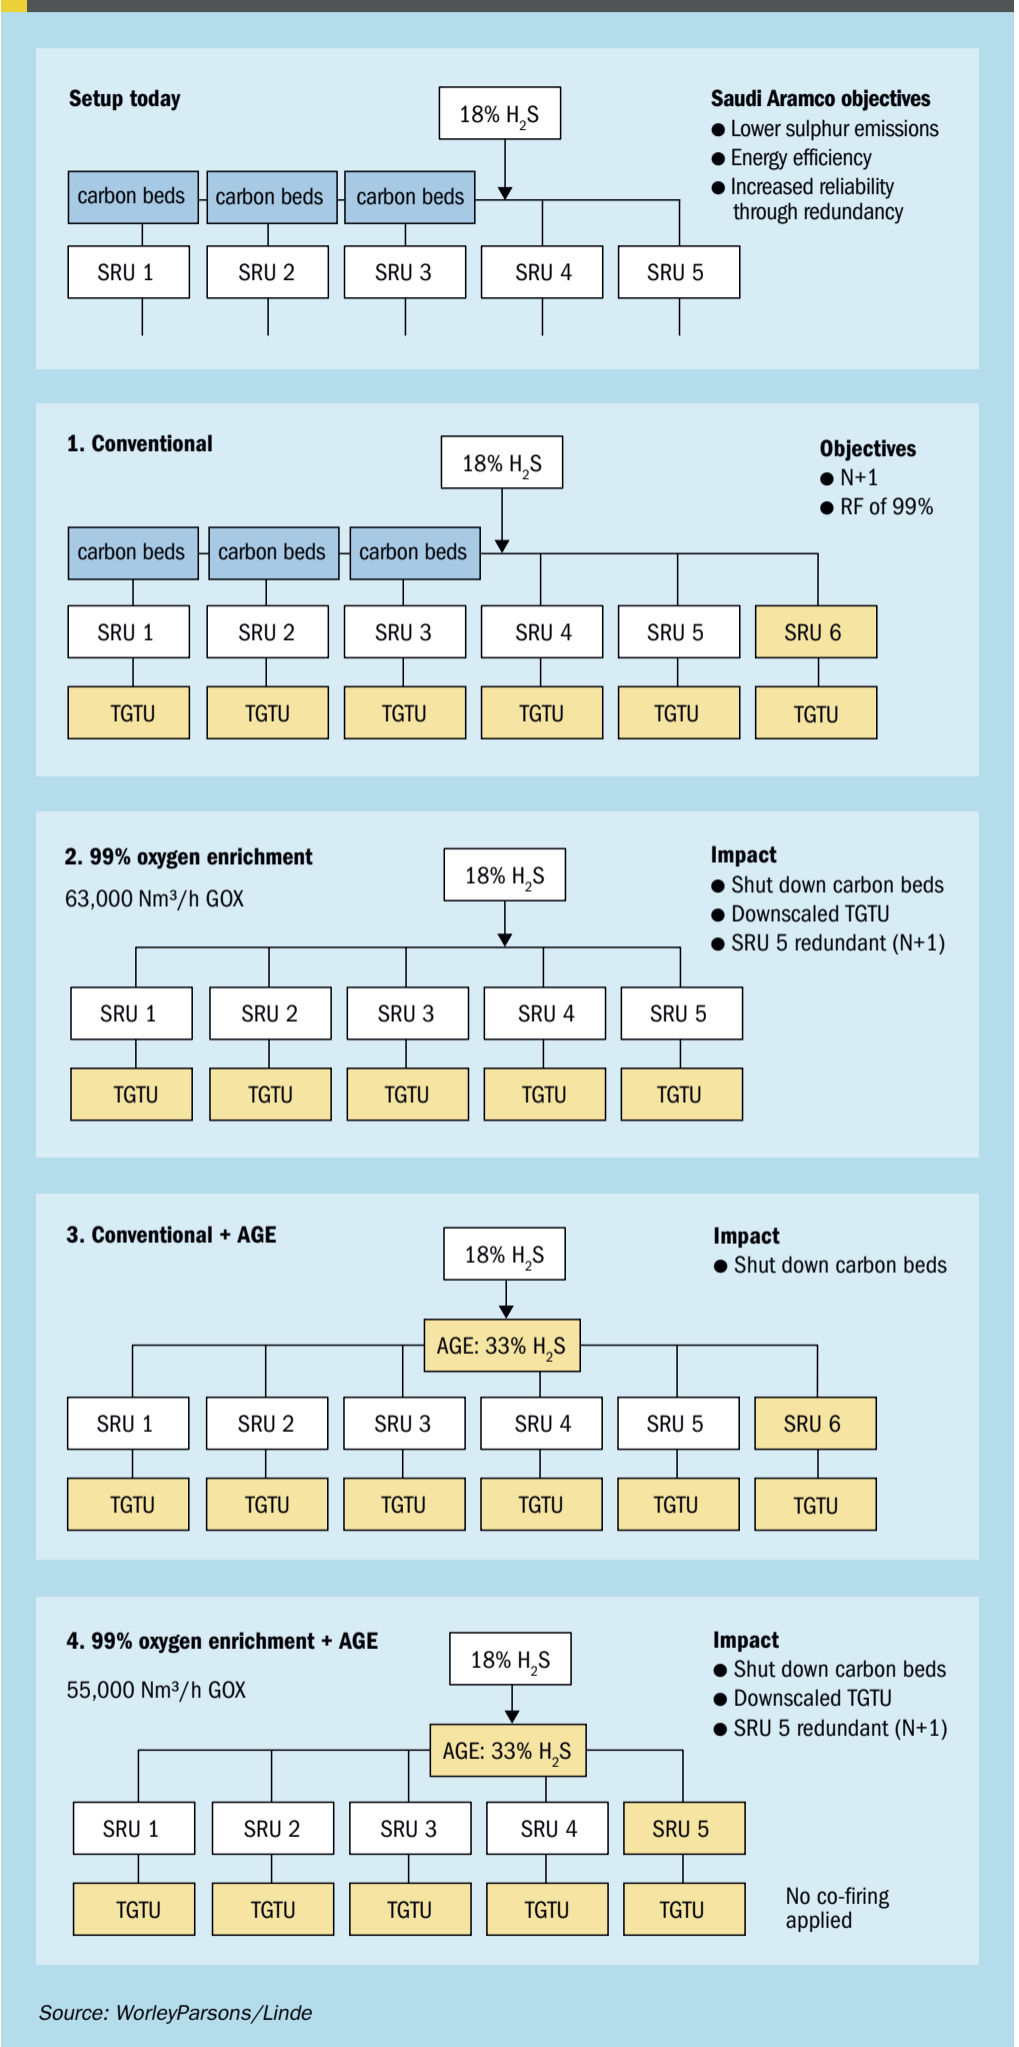 Setup today
18% H₂S
Saudi Aramco objectives
● Lower sulphur emissions
● Energy efficiency
● Increased reliability
through redundancy
carbon beds
carbon beds
carbon beds
SRU 1
SRU 2
SRU 3
SRU 4
SRU 5
1. Conventional
18% H₂S
Objectives
● N+1
● RF of 99%
carbon beds
carbon beds
carbon beds
SRU 1
SRU 2
SRU 3
SRU 4
SRU 5
SRU 6
TGTU
TGTU
TGTU
TGTU
TGTU
TGTU
2. 99% oxygen enrichment
63,000 Nm³/h GOX
18% H₂S
Impact
● Shut down carbon beds
● Downscaled TGTU
● SRU 5 redundant (N+1)
SRU 1
SRU 2
SRU 3
SRU 4
SRU 5
TGTU
TGTU
TGTU
TGTU
TGTU
3. Conventional + AGE
18% H₂S
Impact
● Shut down carbon beds
AGE: 33% H₂S
SRU 1
SRU 2
SRU 3
SRU 4
SRU 5
SRU 6
TGTU
TGTU
TGTU
TGTU
TGTU
TGTU
4. 99% oxygen enrichment + AGE
55,000 Nm³/h GOX
18% H₂S
Impact
● Shut down carbon beds
● Downscaled TGTU
● SRU 5 redundant (N+1)
AGE: 33% H₂S
SRU 1
SRU 2
SRU 3
SRU 4
SRU 5
TGTU
TGTU
TGTU
TGTU
TGTU
No co-firing
applied
Source: WorleyParsons/Linde